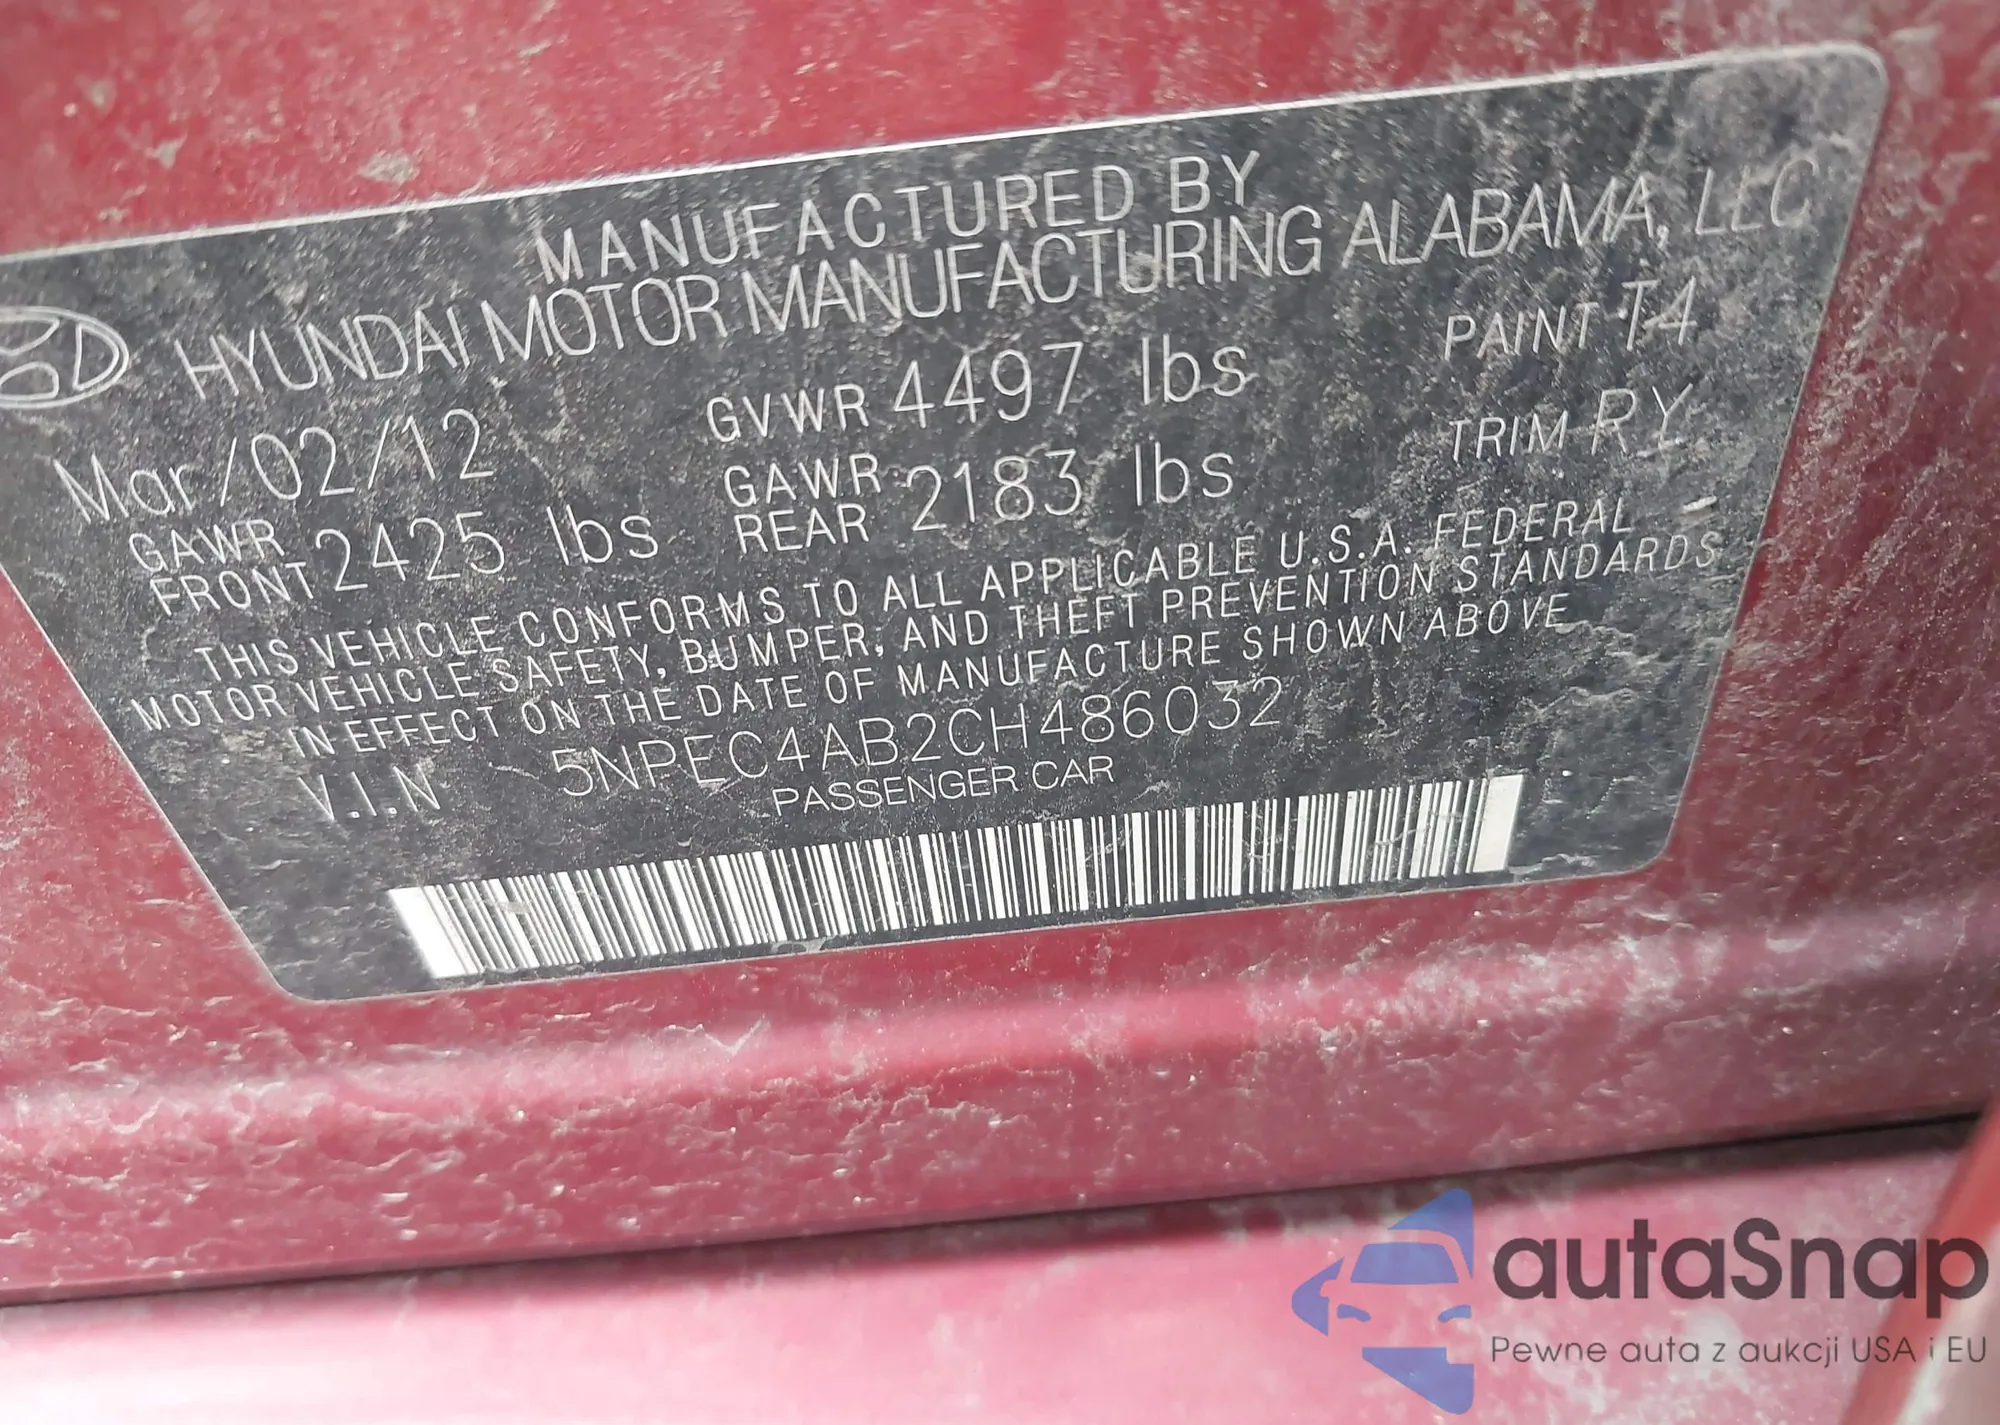 MANUFACTURED BY
HYUNDAI MOTOR MANUFACTURING ALABAMA, LLC
Mar/02/12 GVWR 4497 lbs PAINT T4
GAWR FRONT 2425 lbs GAWR REAR 2183 lbs TRIM RY
THIS VEHICLE CONFORMS TO ALL APPLICABLE U.S.A. FEDERAL
MOTOR VEHICLE SAFETY, BUMPER, AND THEFT PREVENTION STANDARDS
IN EFFECT ON THE DATE OF MANUFACTURE SHOWN ABOVE
V.I.N 5NPEC4AB2CH486032
PASSENGER CAR
autaSnap
Pewne auta z aukcji USA i EU